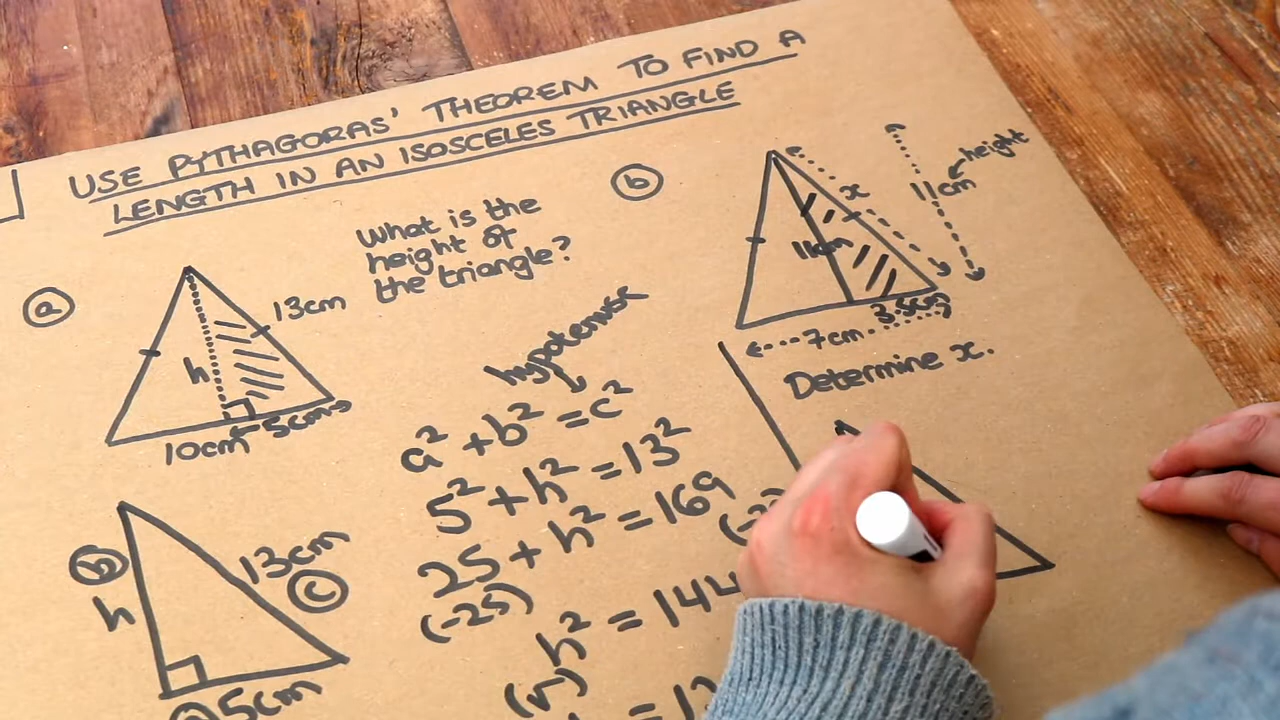 USE PYTHAGORAS' THEOREM TO FIND A
LENGTH IN AN ISOSCELES TRIANGLE
a
What is the
height of
the triangle?
13cm
h
10cm
5cm
b
x
11cm
height
11cm
3.5cm
7cm
Determine x.
hypotenuse
a² + b² = c²
5² + h² = 13²
25 + h² = 169
(-25)
h² = 144
(√)
b
h
13cm
c
5cm